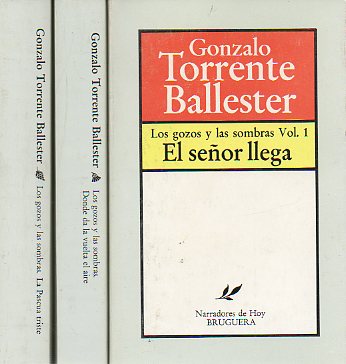 Gonzalo Torrente Ballester
Los gozos y las sombras. La Pascua triste
Gonzalo Torrente Ballester
Los gozos y las sombras
Donde da la vuelta el aire
Gonzalo
Torrente
Ballester
Los gozos y las sombras Vol. 1
El señor llega
Narradores de Hoy
BRUGUERA